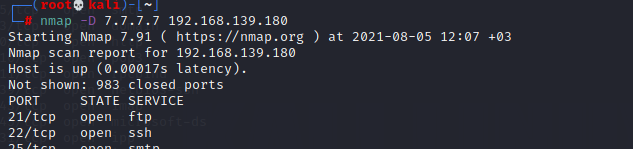 (root💀kali)-[~]
# nmap -D 7.7.7.7 192.168.139.180
Starting Nmap 7.91 ( https://nmap.org ) at 2021-08-05 12:07 +03
Nmap scan report for 192.168.139.180
Host is up (0.00017s latency).
Not shown: 983 closed ports
PORT STATE SERVICE
21/tcp open ftp
22/tcp open ssh
25/tcp open smtp